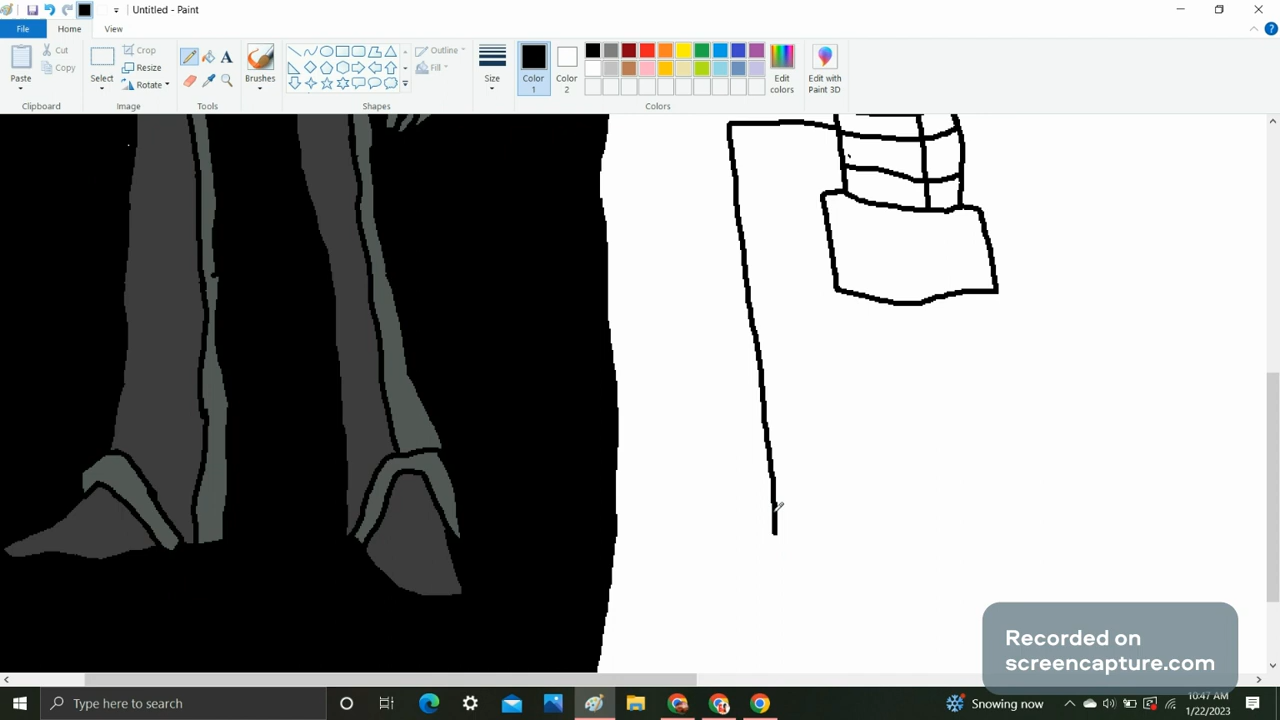 Untitled - Paint
File
Home
View
Paste
Cut
Copy
Clipboard
Select
Crop
Resize
Rotate
Image
Tools
Brushes
Outline
Fill
Shapes
Size
Color
1
Color
2
Edit
colors
Colors
Edit with
Paint 3D
Recorded on
screencapture.com
Type here to search
Snowing now
10:47 AM
1/22/2023